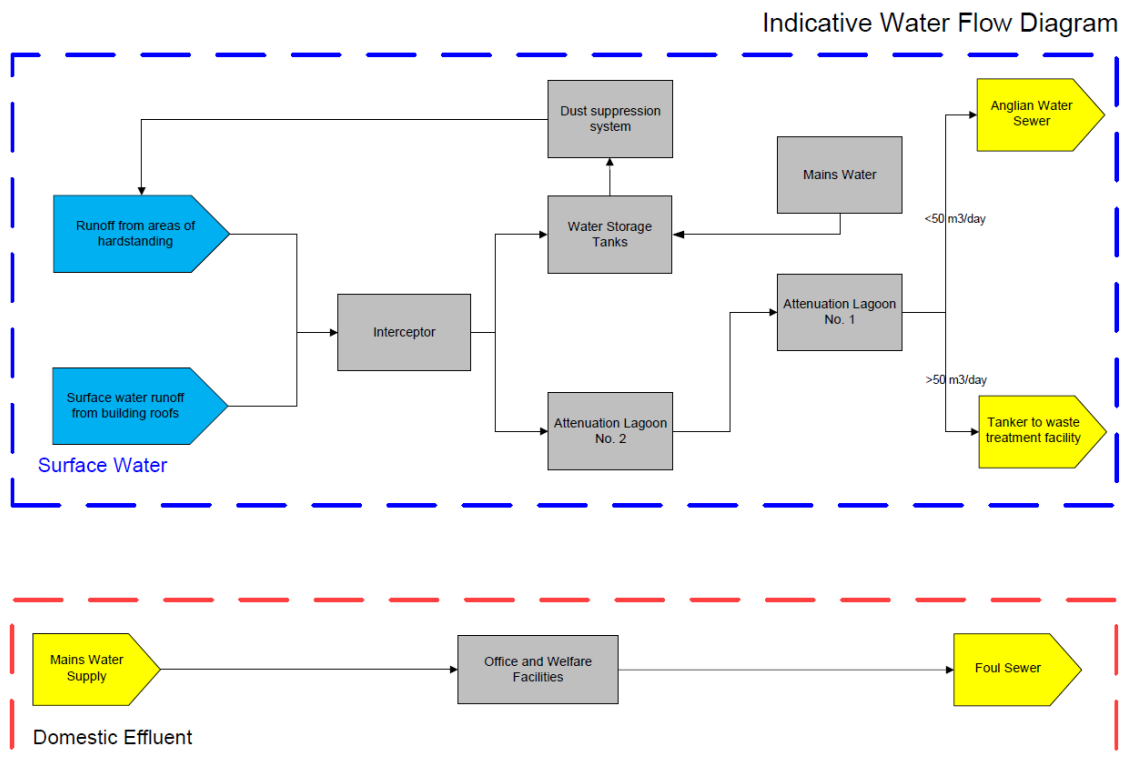 Indicative Water Flow Diagram
Dust suppression
system
Anglian Water
Sewer
Mains Water
Runoff from areas of
hardstanding
Water Storage
Tanks
<50 m3/day
Attenuation Lagoon
No. 1
Interceptor
>50 m3/day
Surface water runoff
from building roofs
Attenuation Lagoon
No. 2
Tanker to waste
treatment facility
Surface Water
Mains Water
Supply
Office and Welfare
Facilities
Foul Sewer
Domestic Effluent